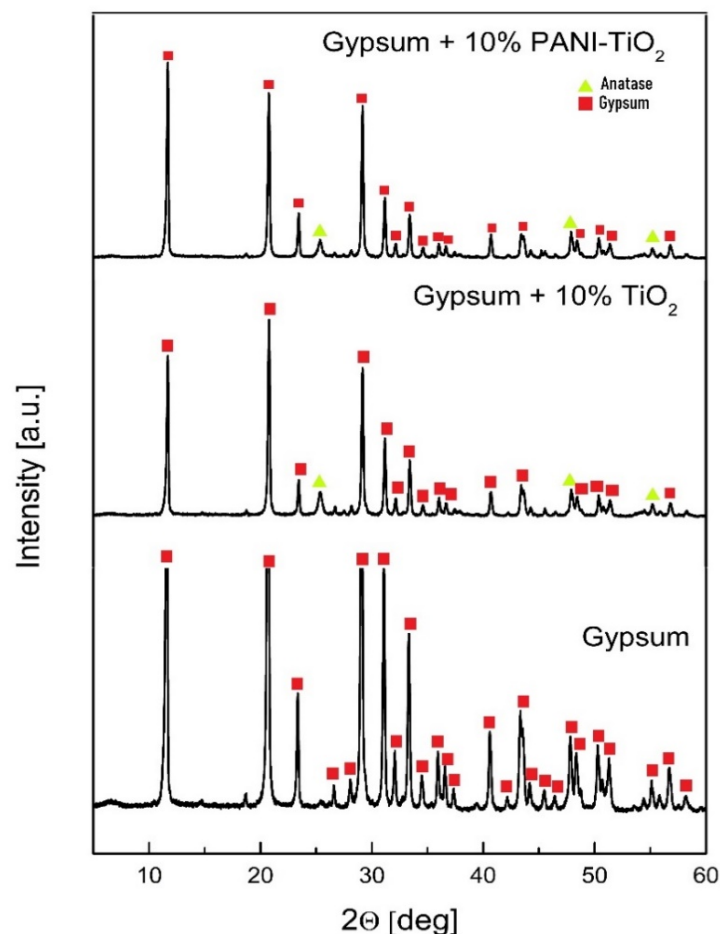 Gypsum + 10% PANI-TiO₂
Anatase
Gypsum
Gypsum + 10% TiO₂
Gypsum
Intensity [a.u.]
10 20 30 40 50 60
2Θ [deg]